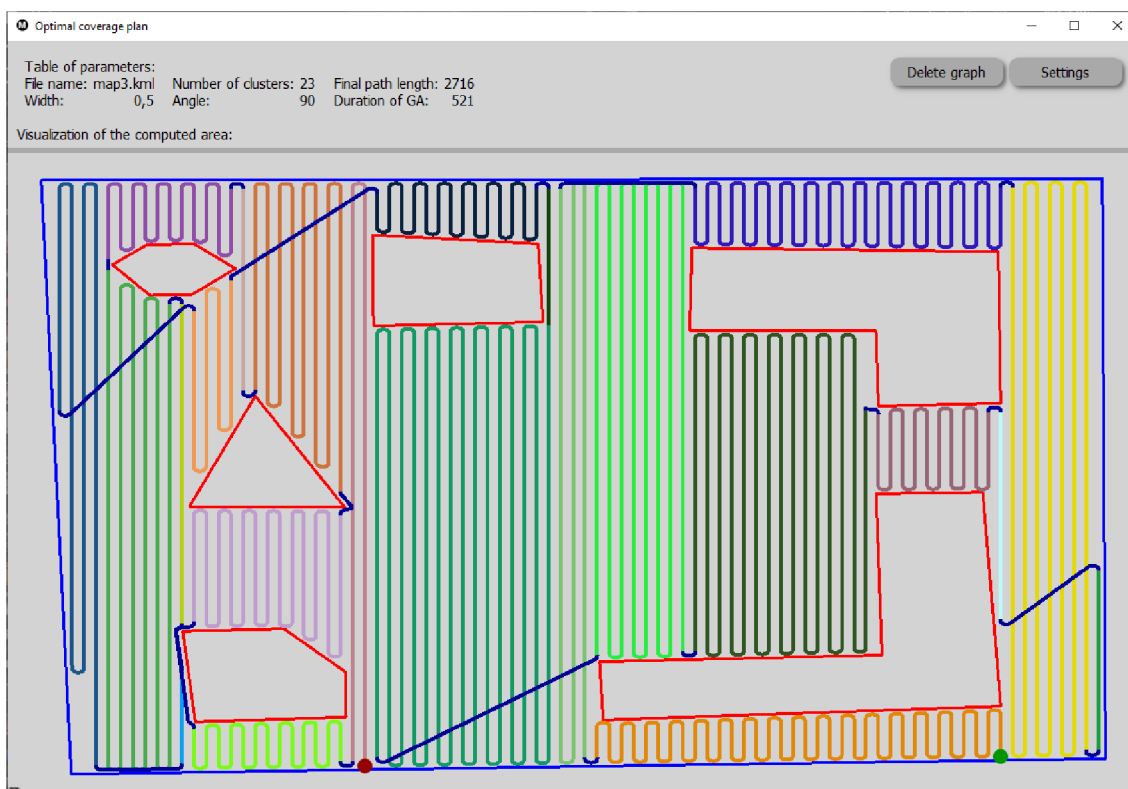 Optimal coverage plan
Table of parameters:
File name: map3.kml Number of clusters: 23 Final path length: 2716
Width: 0,5 Angle: 90 Duration of GA: 521
Delete graph Settings
Visualization of the computed area: